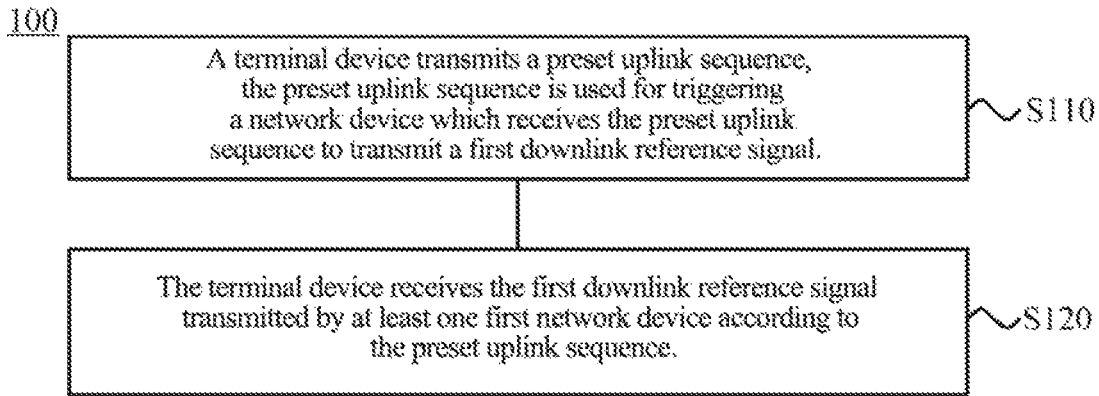 100
A terminal device transmits a preset uplink sequence,
the preset uplink sequence is used for triggering
a network device which receives the preset uplink
sequence to transmit a first downlink reference signal.
S110
The terminal device receives the first downlink reference signal
transmitted by at least one first network device according to
the preset uplink sequence.
S120